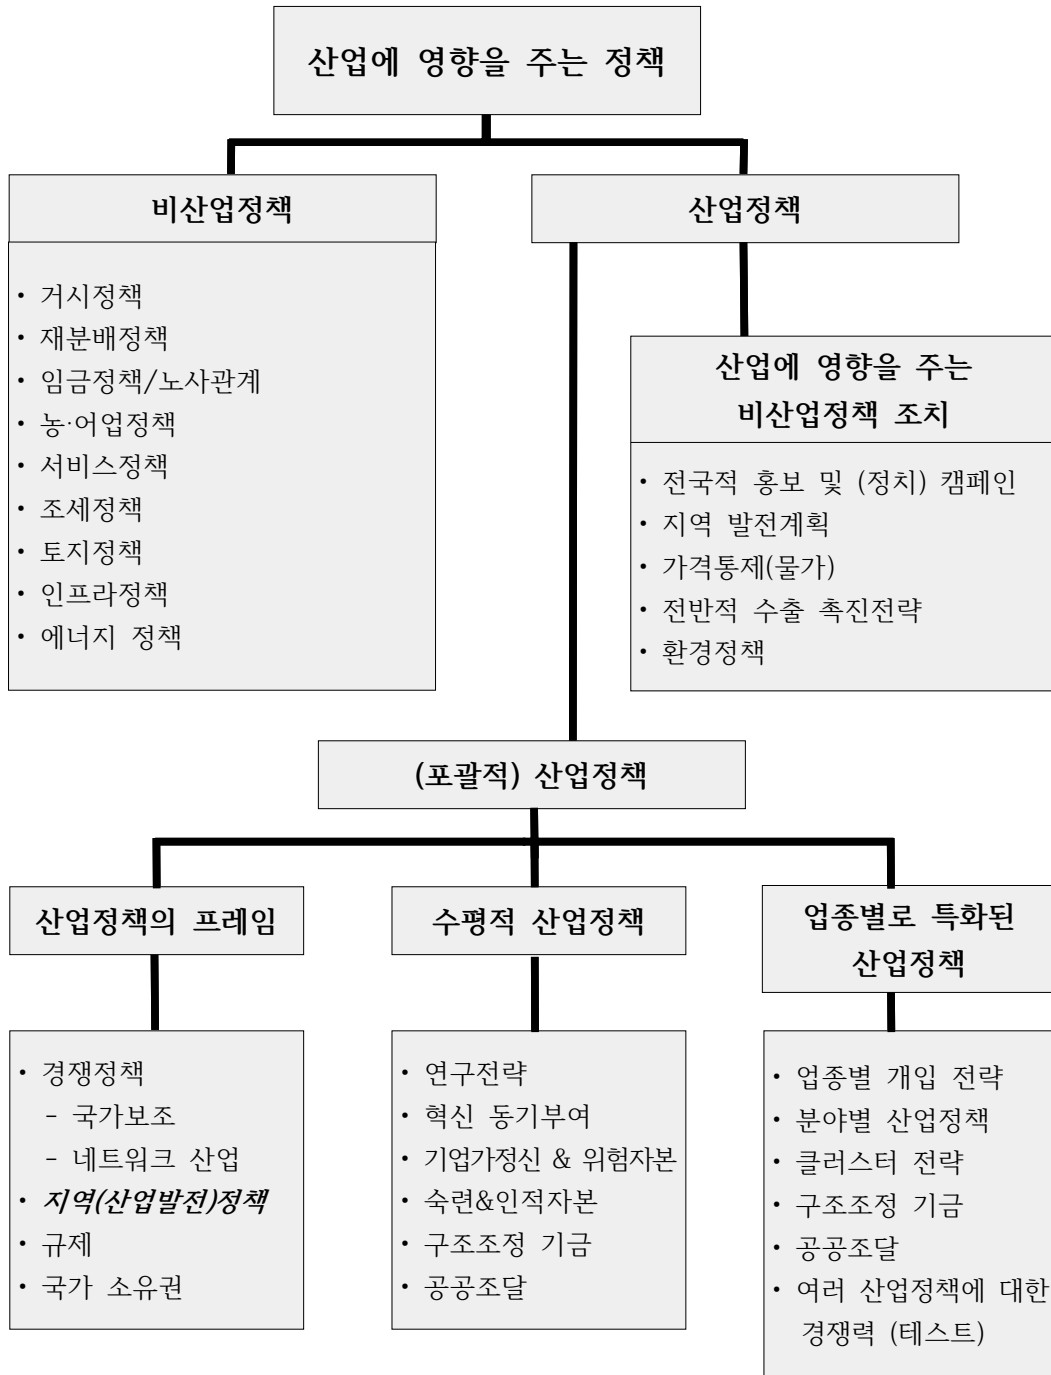 산업에 영향을 주는 정책
비산업정책
• 거시정책
• 재분배정책
• 임금정책/노사관계
• 농·어업정책
• 서비스정책
• 조세정책
• 토지정책
• 인프라정책
• 에너지 정책
산업정책
산업에 영향을 주는
비산업정책 조치
• 전국적 홍보 및 (정치) 캠페인
• 지역 발전계획
• 가격통제(물가)
• 전반적 수출 촉진전략
• 환경정책
(포괄적) 산업정책
산업정책의 프레임
• 경쟁정책
- 국가보조
- 네트워크 산업
• 지역(산업발전)정책
• 규제
• 국가 소유권
수평적 산업정책
• 연구전략
• 혁신 동기부여
• 기업가정신 & 위험자본
• 숙련&인적자본
• 구조조정 기금
• 공공조달
업종별로 특화된
산업정책
• 업종별 개입 전략
• 분야별 산업정책
• 클러스터 전략
• 구조조정 기금
• 공공조달
• 여러 산업정책에 대한
경쟁력 (테스트)